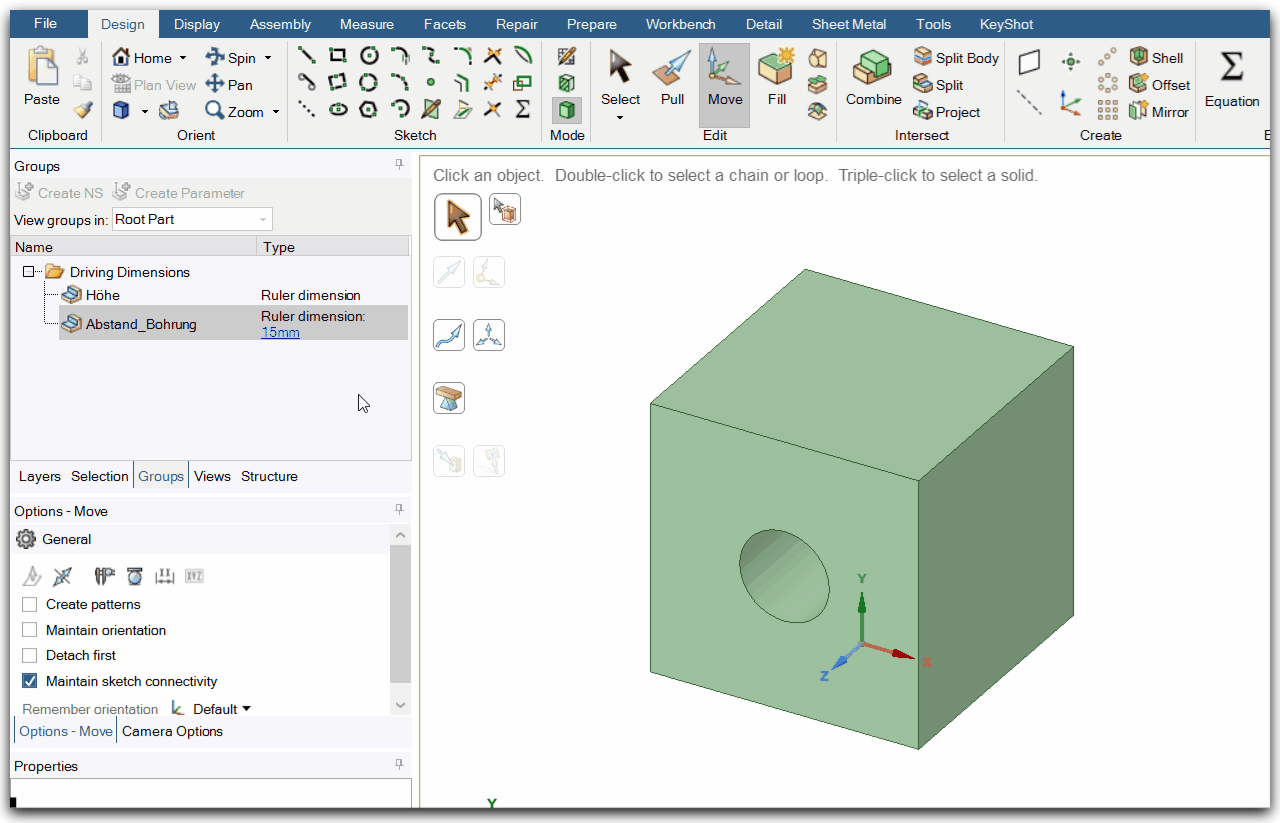 File Design Display Assembly Measure Facets Repair Prepare Workbench Detail Sheet Metal Tools KeyShot
Paste
Clipboard
Home Spin
Plan View Pan
Zoom
Orient
Sketch
Mode
Select Pull Move Fill
Edit
Combine
Split Body
Split
Project
Intersect
Shell
Offset
Mirror
Create
Equation
E
Groups
Create NS Create Parameter
View groups in: Root Part
Name Type
Driving Dimensions
Höhe Ruler dimension
Abstand_Bohrung Ruler dimension:
15mm
Layers Selection Groups Views Structure
Options - Move
General
XYZ
Create patterns
Maintain orientation
Detach first
Maintain sketch connectivity
Remember orientation Default
Options - Move Camera Options
Properties
Click an object. Double-click to select a chain or loop. Triple-click to select a solid.
Y
X
Z
Y